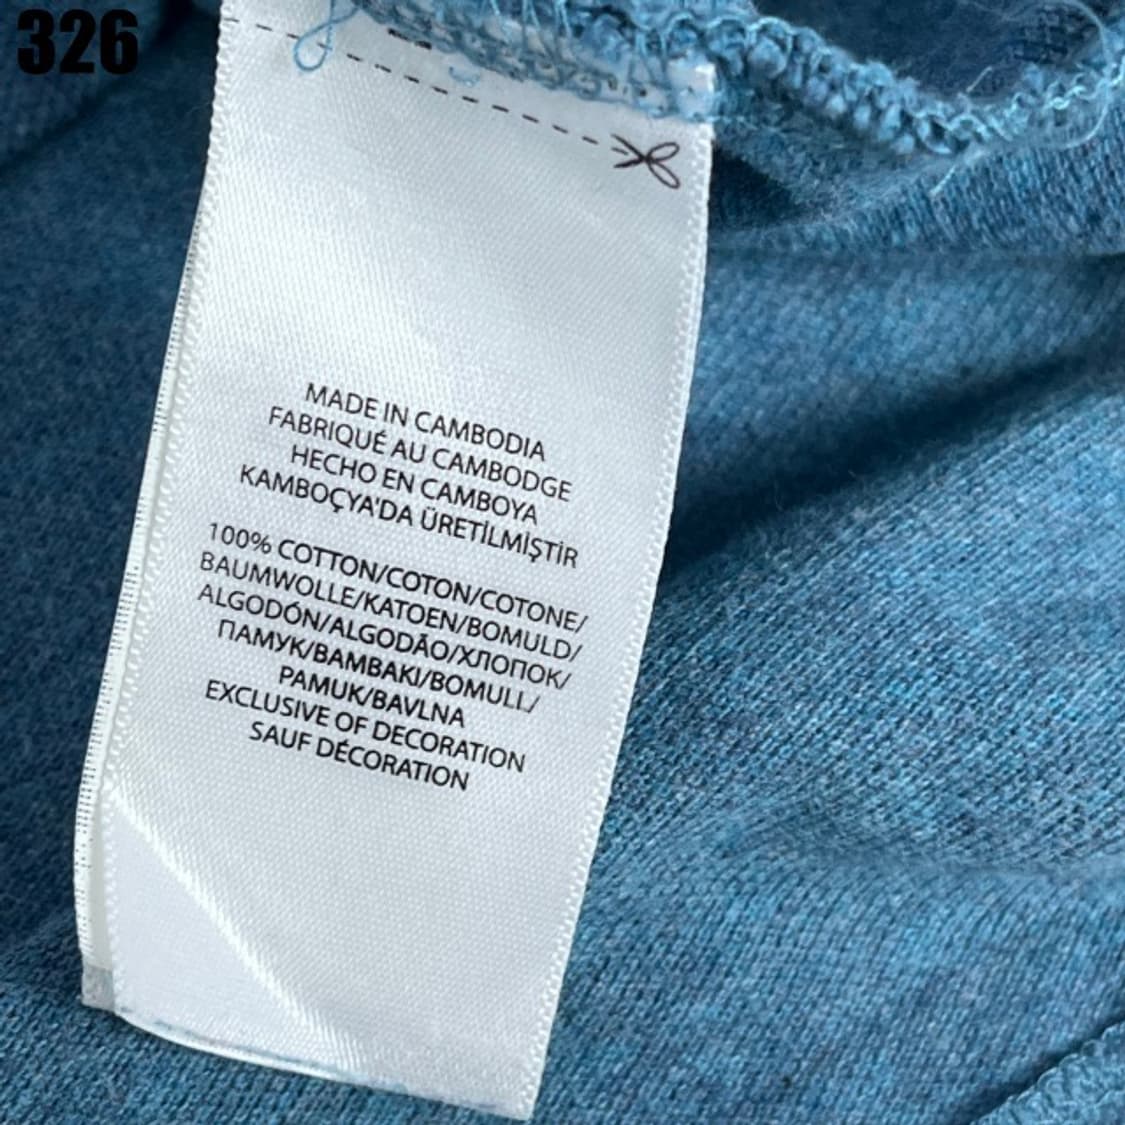 326
MADE IN CAMBODIA
FABRIQUÉ AU CAMBODGE
HECHO EN CAMBOYA
KAMBOÇYA'DA ÜRETİLMİŞTİR
100% COTTON/COTON/COTONE/
BAUMWOLLE/KATOEN/BOMULD/
ALGODÓN/ALGODÃO/ХЛОПОК/
ПАМУК/BAMBAKI/BOMULL/
PAMUK/BAVLNA
EXCLUSIVE OF DECORATION
SAUF DÉCORATION